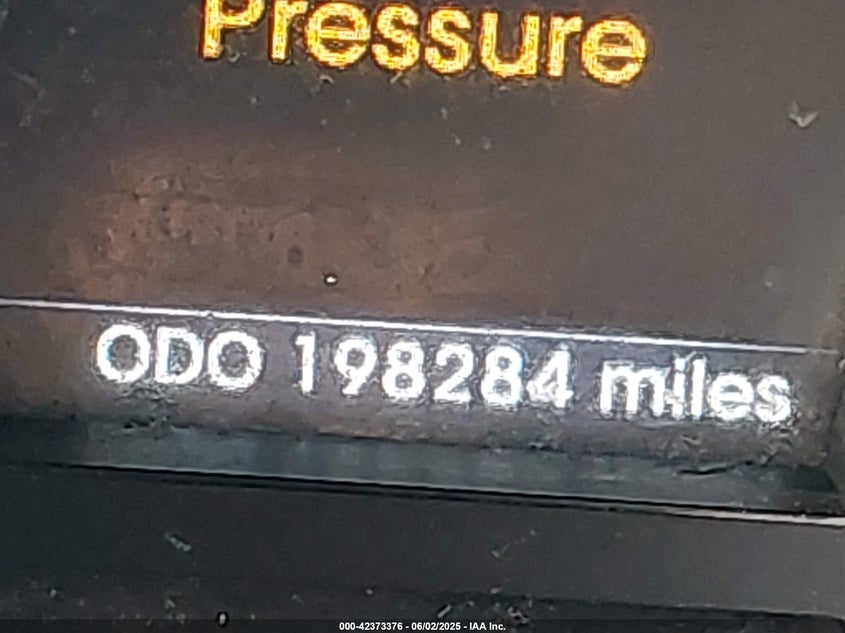 Pressure
ODO 198284 miles
000-42373376 - 06/02/2025 - IAA Inc.